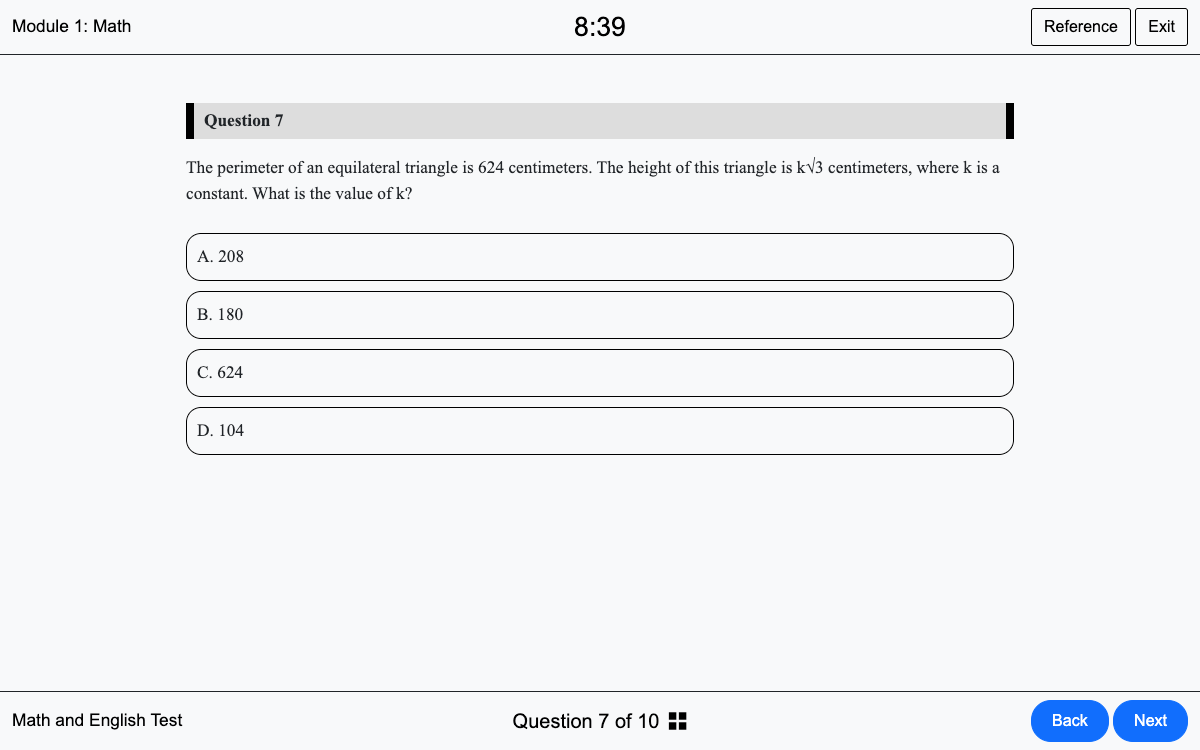 Module 1: Math
8:39
Reference
Exit
Question 7
The perimeter of an equilateral triangle is 624 centimeters. The height of this triangle is k√3 centimeters, where k is a
constant. What is the value of k?
A. 208
B. 180
C. 624
D. 104
Math and English Test
Question 7 of 10
Back
Next